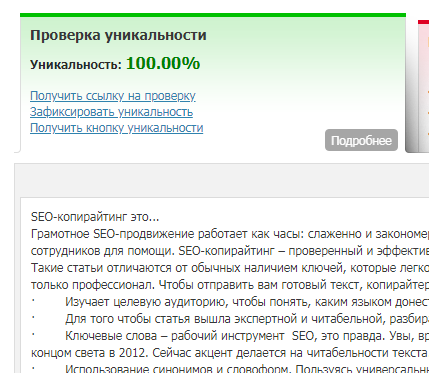 Проверка уникальности
Уникальность: 100.00%
Получить ссылку на проверку
Зафиксировать уникальность
Получить кнопку уникальности
Подробнее
SEO-копирайтинг это...
Грамотное SEO-продвижение работает как часы: слаженно и закономер
сотрудников для помощи. SEO-копирайтинг – проверенный и эффектив
Такие статьи отличаются от обычных наличием ключей, которые легко
только профессионал. Чтобы отправить вам готовый текст, копирайтер
· Изучает целевую аудиторию, чтобы понять, каким языком донест
· Для того чтобы статья вышла экспертной и читабельной, разбира
· Ключевые слова – рабочий инструмент SEO, это правда. Увы, вр
концом света в 2012. Сейчас акцент делается на читабельности текста
· Использование синонимов и словоформ. Пользуясь универсальны